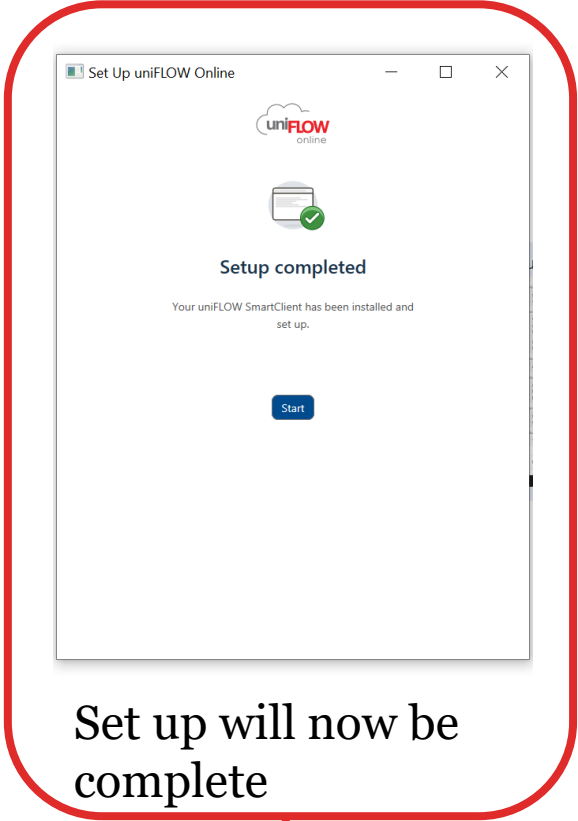 Set Up uniFLOW Online
uniFLOW
online
Setup completed
Your uniFLOW SmartClient has been installed and
set up.
Start
Set up will now be
complete